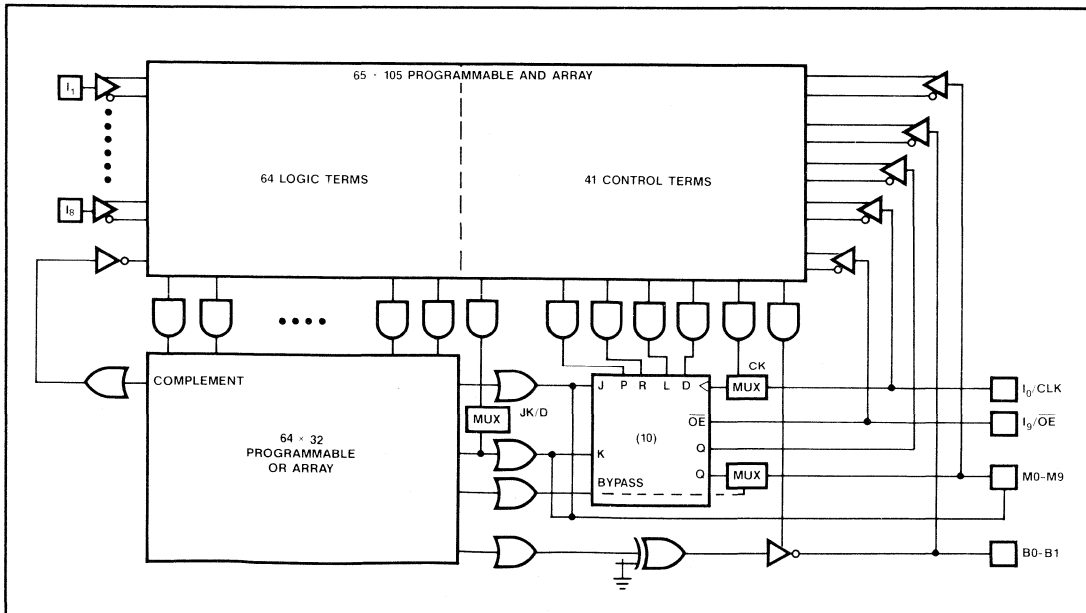 65 · 105 PROGRAMMABLE AND ARRAY
I1
64 LOGIC TERMS
41 CONTROL TERMS
I8
COMPLEMENT
J P R L D
CK
MUX
I0/CLK
JK/D
MUX
OE
I9/OE
64 × 32
PROGRAMMABLE
OR ARRAY
(10)
K
Q
Q
MUX
M0-M9
BYPASS
B0-B1